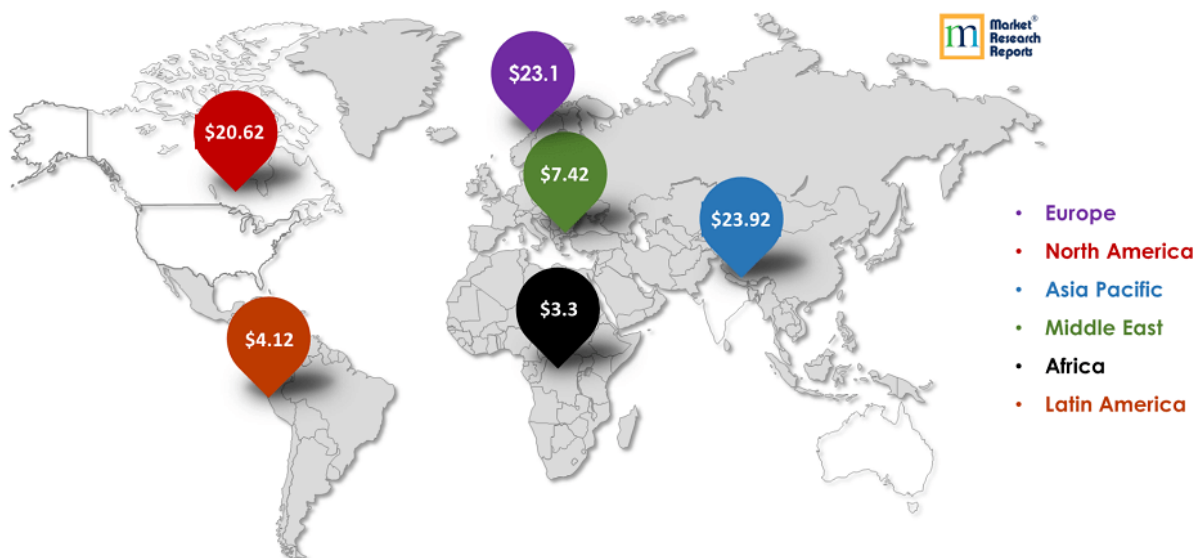 m Market®
Research
Reports
$23.1
$20.62
$7.42
$23.92
$3.3
$4.12
• Europe
• North America
• Asia Pacific
• Middle East
• Africa
• Latin America